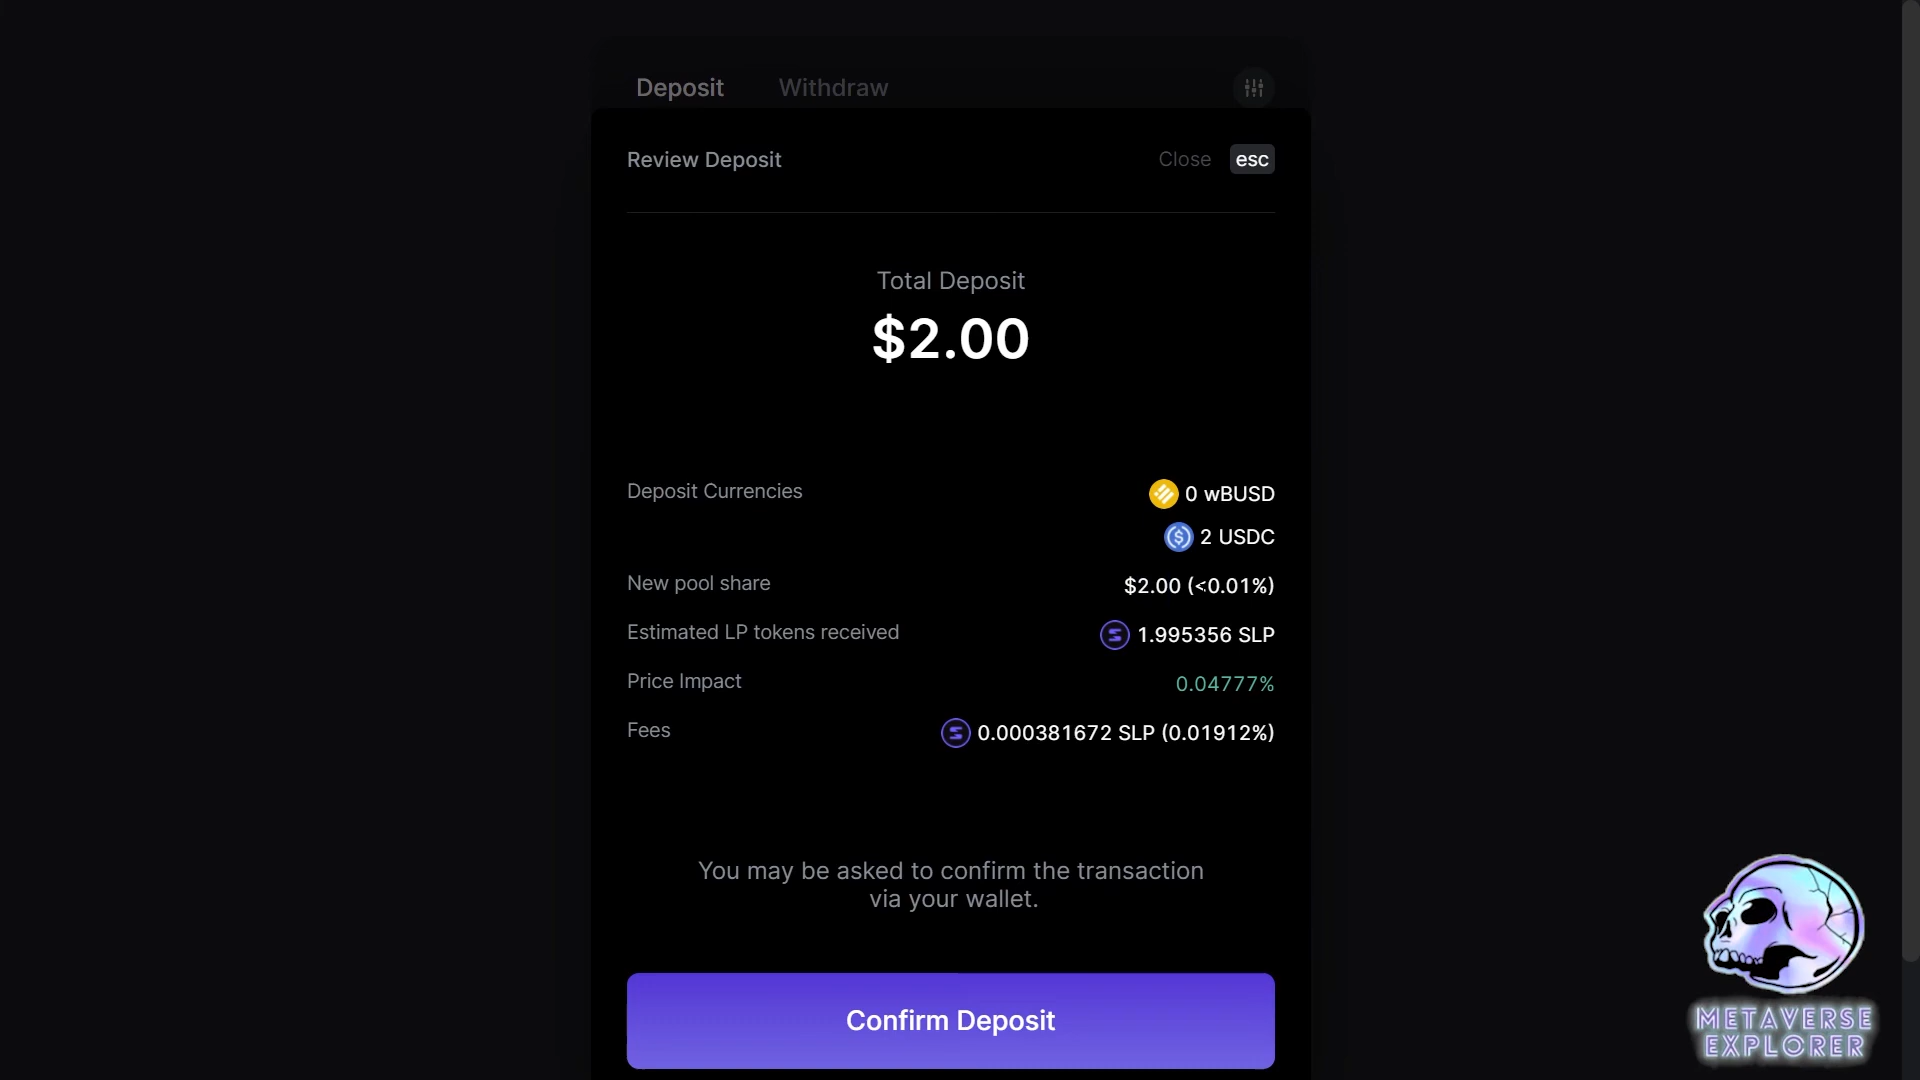 Deposit Withdraw
Review Deposit Close esc
Total Deposit
$2.00
Deposit Currencies 0 wBUSD
2 USDC
New pool share $2.00 (<0.01%)
Estimated LP tokens received 1.995356 SLP
Price Impact 0.04777%
Fees 0.000381672 SLP (0.01912%)
You may be asked to confirm the transaction
via your wallet.
Confirm Deposit
METAVERSE
EXPLORER